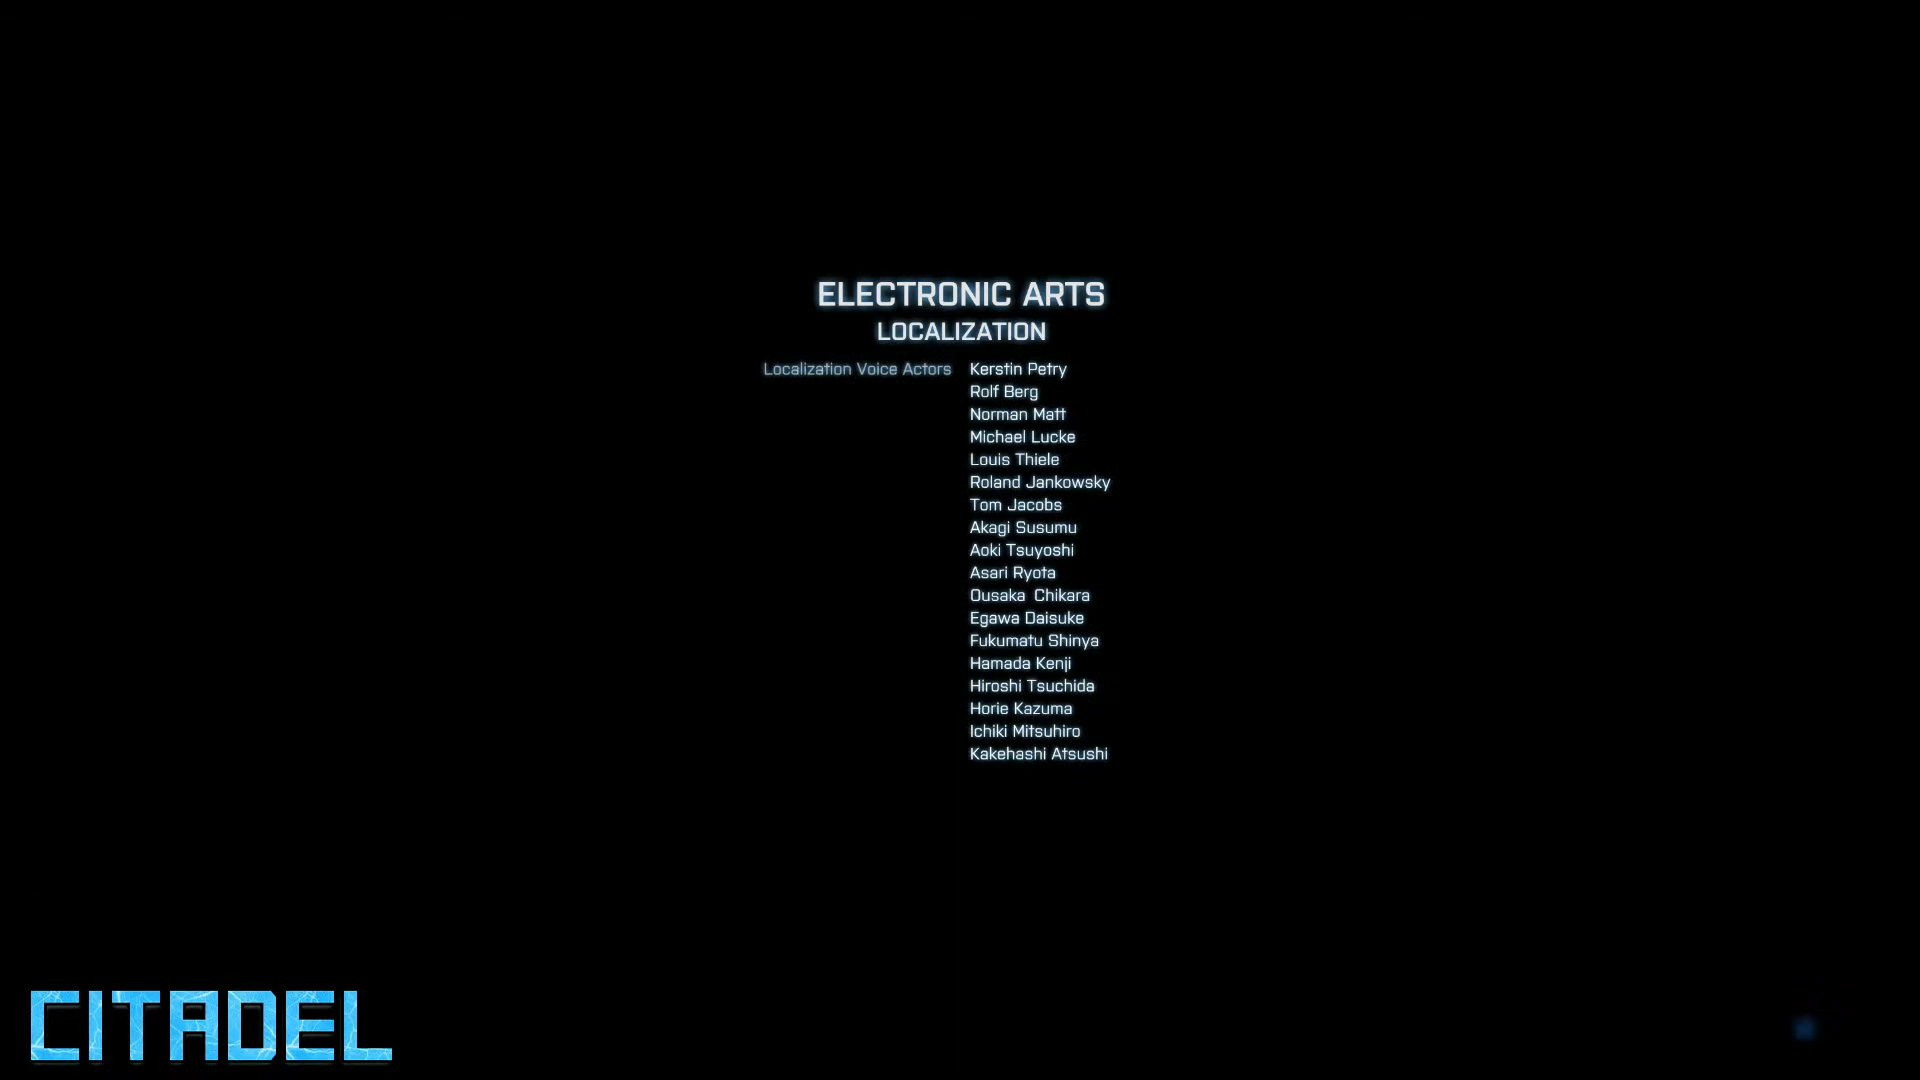 ELECTRONIC ARTS
LOCALIZATION
Localization Voice Actors Kerstin Petry
Rolf Berg
Norman Matt
Michael Lucke
Louis Thiele
Roland Jankowsky
Tom Jacobs
Akagi Susumu
Aoki Tsuyoshi
Asari Ryota
Ousaka Chikara
Egawa Daisuke
Fukumatu Shinya
Hamada Kenji
Hiroshi Tsuchida
Horie Kazuma
Ichiki Mitsuhiro
Kakehashi Atsushi
CITADEL